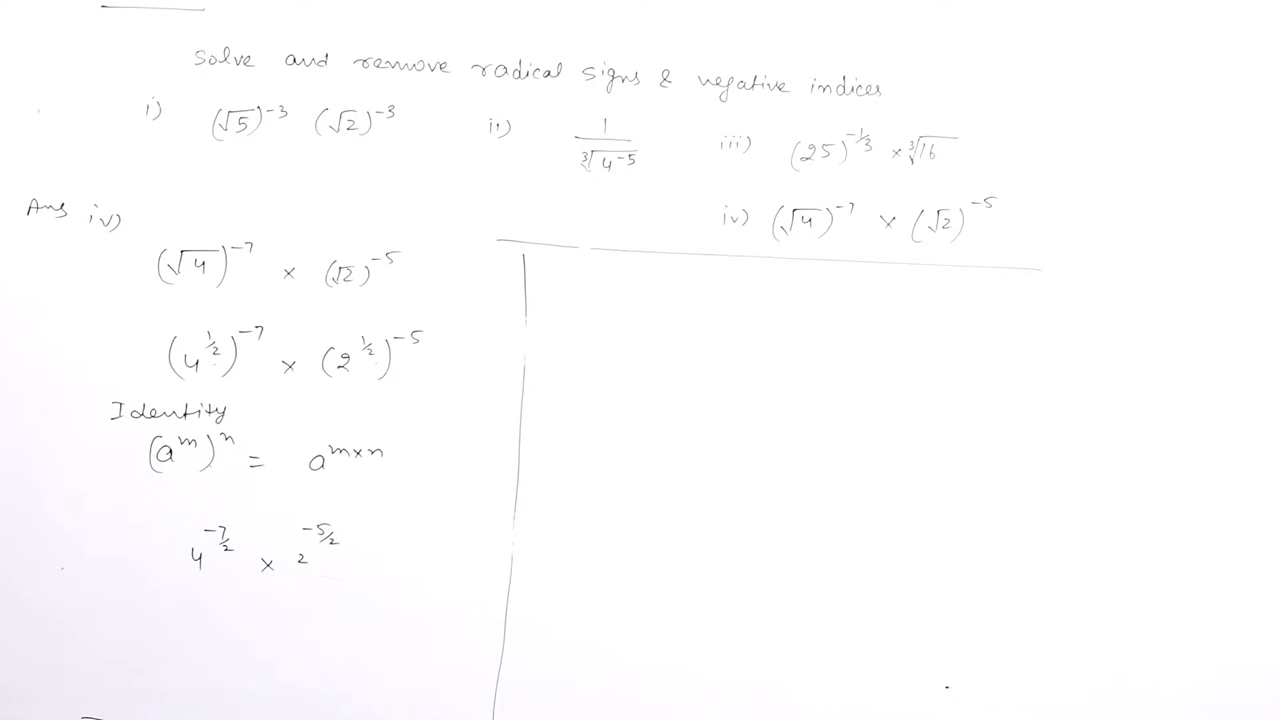 Solve and remove radical signs & negative indices
i) (√5)⁻³ (√2)⁻³ ii) 1/∛(4⁻⁵) iii) (25)^(-1/3) × ∛16
iv) (√4)⁻⁷ × (√2)⁻⁵
Ans iv)
(√4)⁻⁷ × (√2)⁻⁵
(4^(1/2))⁻⁷ × (2^(1/2))⁻⁵
Identity
(a^m)^n = a^(m×n)
4^(-7/2) × 2^(-5/2)